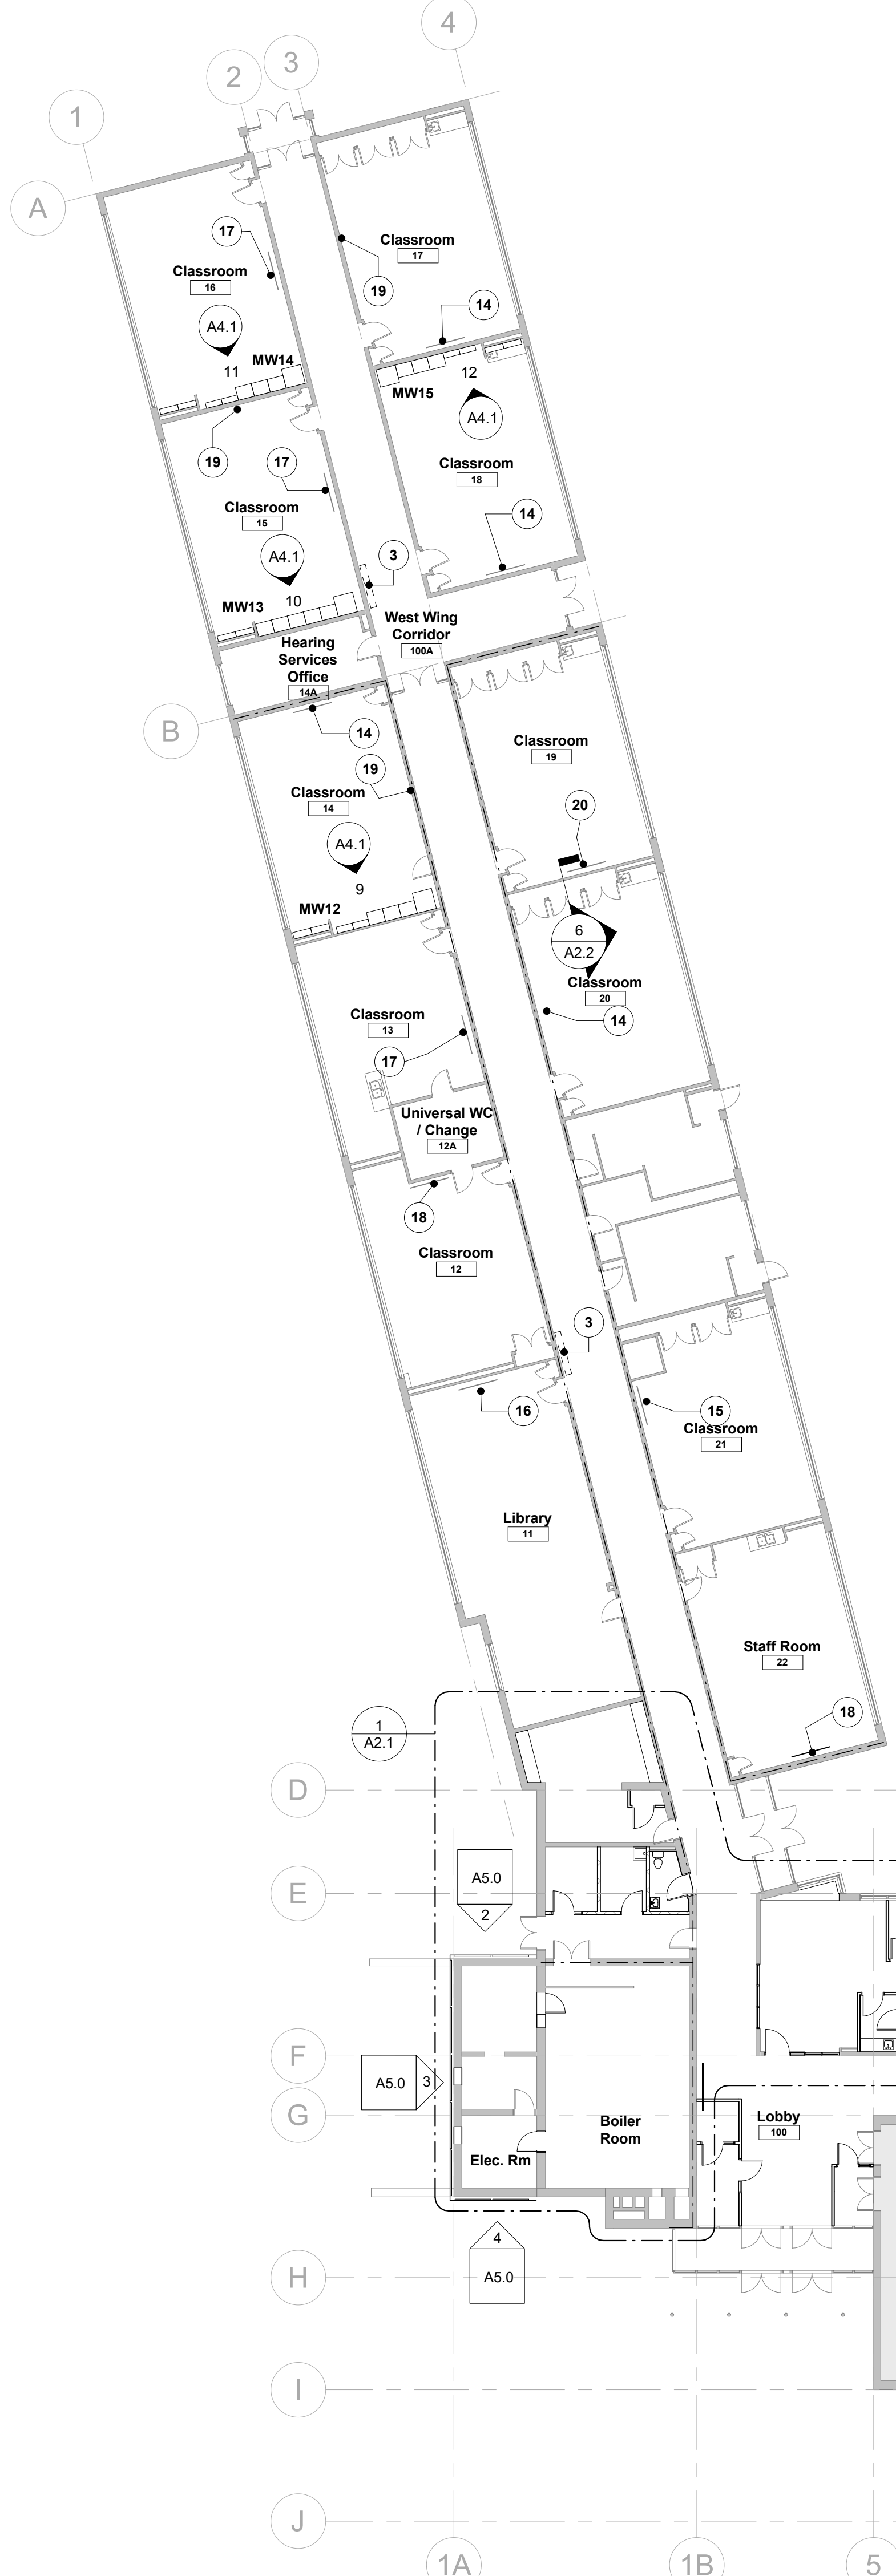 4
3
2
1
A
17
Classroom
17
Classroom
16
19
14
A4.1
11
MW14
12
MW15
A4.1
19
17
Classroom
18
Classroom
15
14
A4.1
3
10
MW13
West Wing
Corridor
100A
Hearing
Services
Office
14A
B
14
Classroom
19
19
Classroom
14
20
A4.1
9
MW12
6
A2.2
Classroom
20
Classroom
13
14
17
Universal WC
/ Change
12A
18
Classroom
12
3
16
15
Classroom
21
Library
11
Staff Room
22
18
1
A2.1
D
A5.0
2
E
F
A5.0
3
G
Boiler
Room
Lobby
100
Elec. Rm
4
A5.0
H
I
J
1A
1B
5